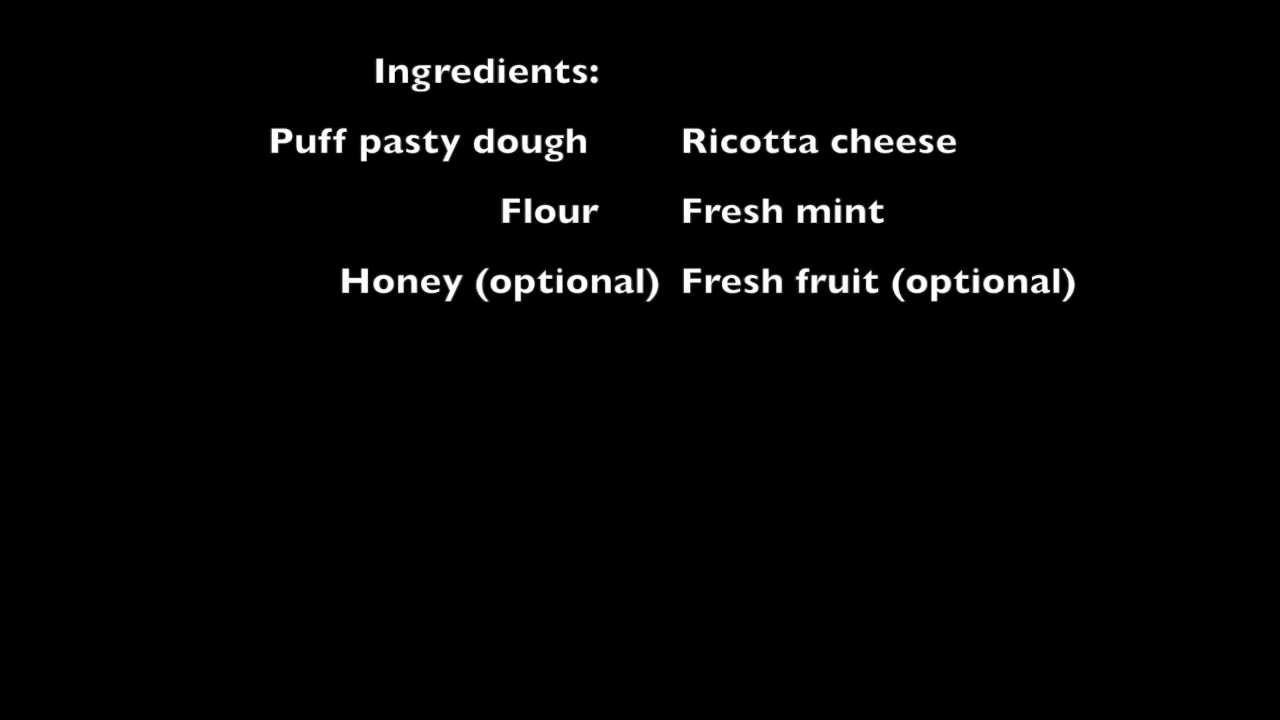 Ingredients:
Puff pasty dough Ricotta cheese
Flour Fresh mint
Honey (optional) Fresh fruit (optional)